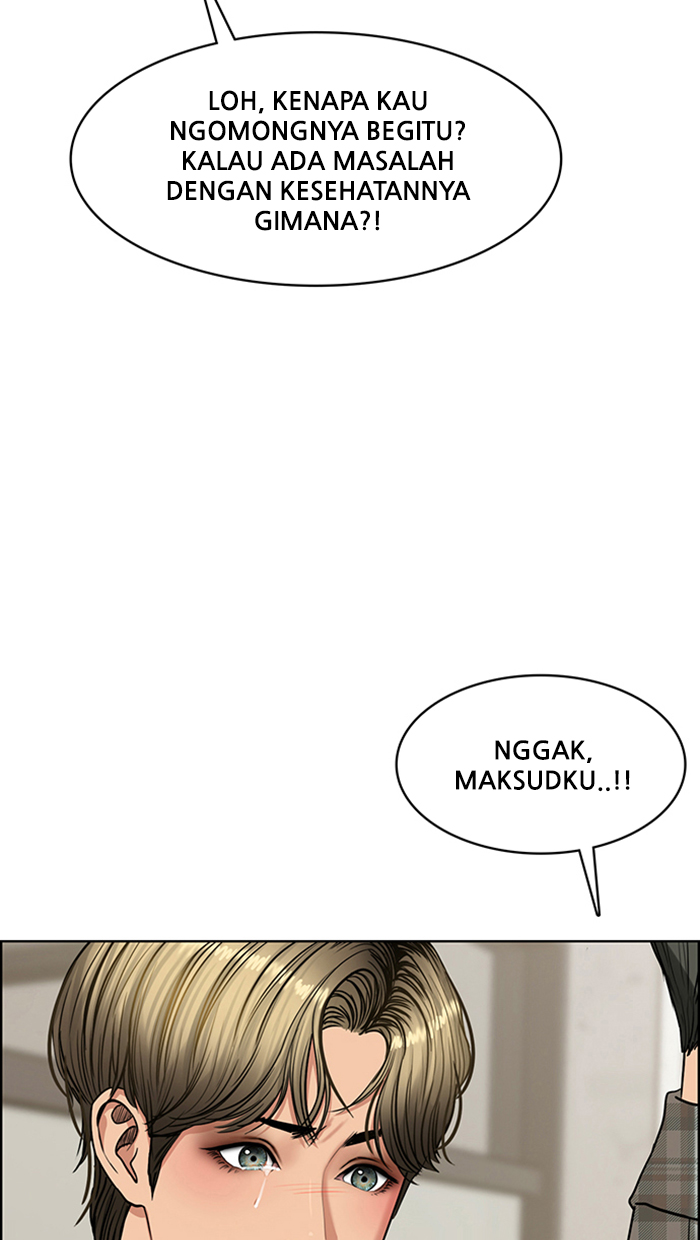 LOH, KENAPA KAU
NGOMONGNYA BEGITU?
KALAU ADA MASALAH
DENGAN KESEHATANNYA
GIMANA?!
NGGAK,
MAKSUDKU..!!